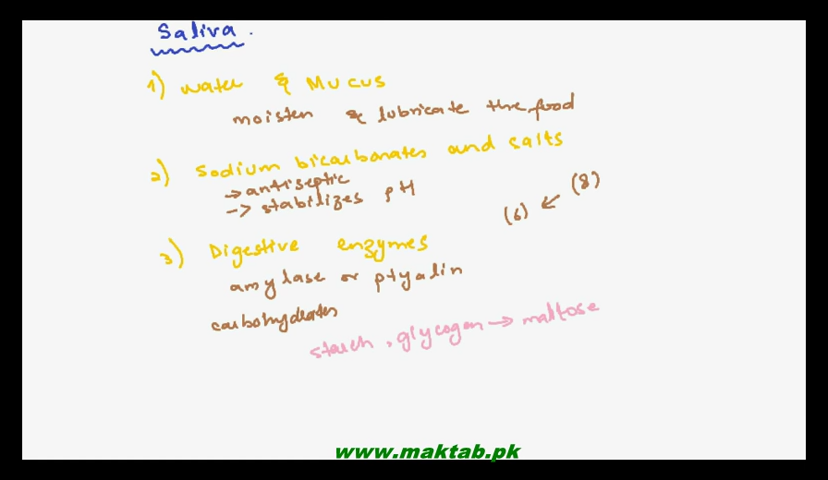 Saliva.
1) Water & Mucus
moisten & lubricate the food
2) Sodium bicarbonates and salts
→ antiseptic
→ stabilizes pH
(6) ← (8)
3) Digestive enzymes
amylase or ptyalin
carbohydrates
starch, glycogen → maltose
www.maktab.pk